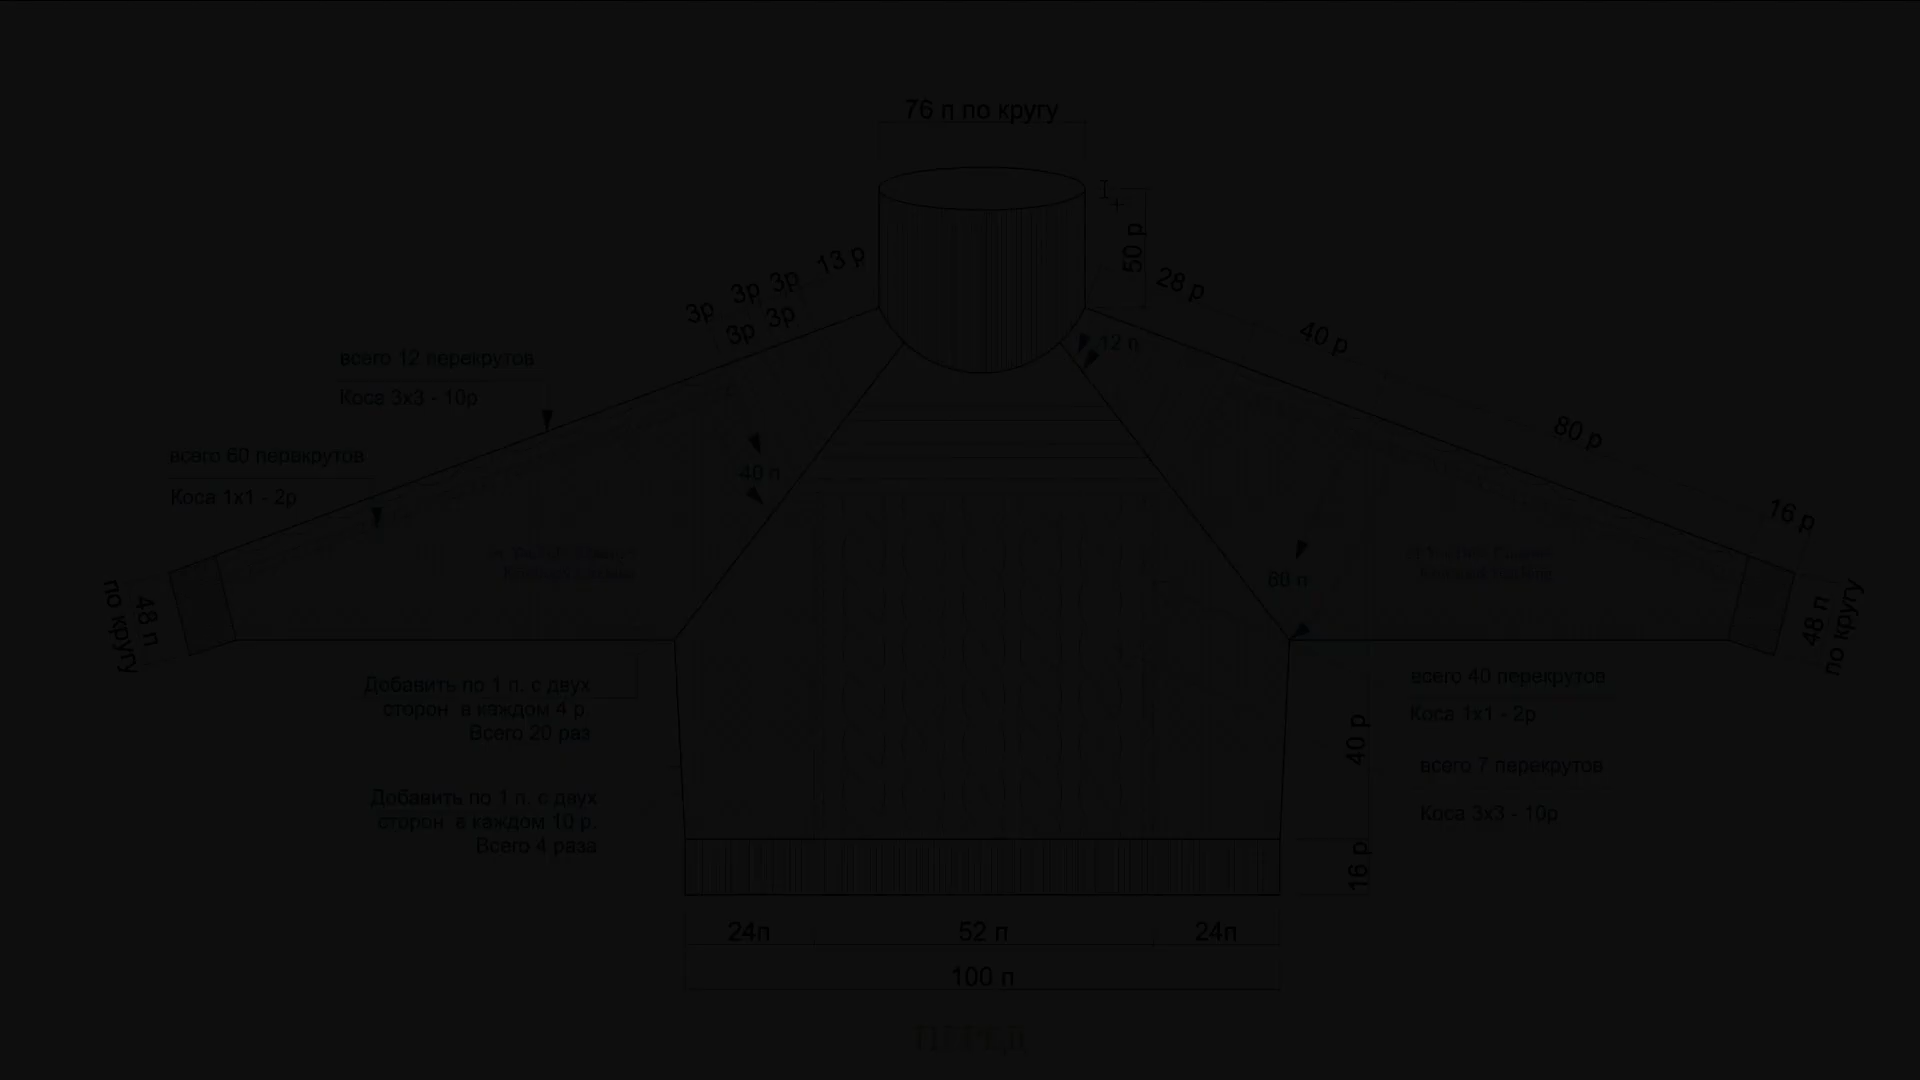 76 п по кругу
50 р
13 р
3р 3р
3р
3р 3р
28 р
40 р
80 р
16 р
12 п
всего 12 перекрутов
Коса 3х3 - 10р
всего 60 перекрутов
Коса 1х1 - 2р
40 п
88 п
48 п
по кругу
48 п
по кругу
Добавить по 1 п. с двух
сторон в каждом 4 р.
Всего 20 раз
Добавить по 1 п. с двух
сторон в каждом 10 р.
Всего 4 раза
всего 40 перекрутов
Коса 1х1 - 2р
всего 7 перекрутов
Коса 3х3 - 10р
40 р
16 р
24п
52 п
24п
100 п
ПЕРЕД